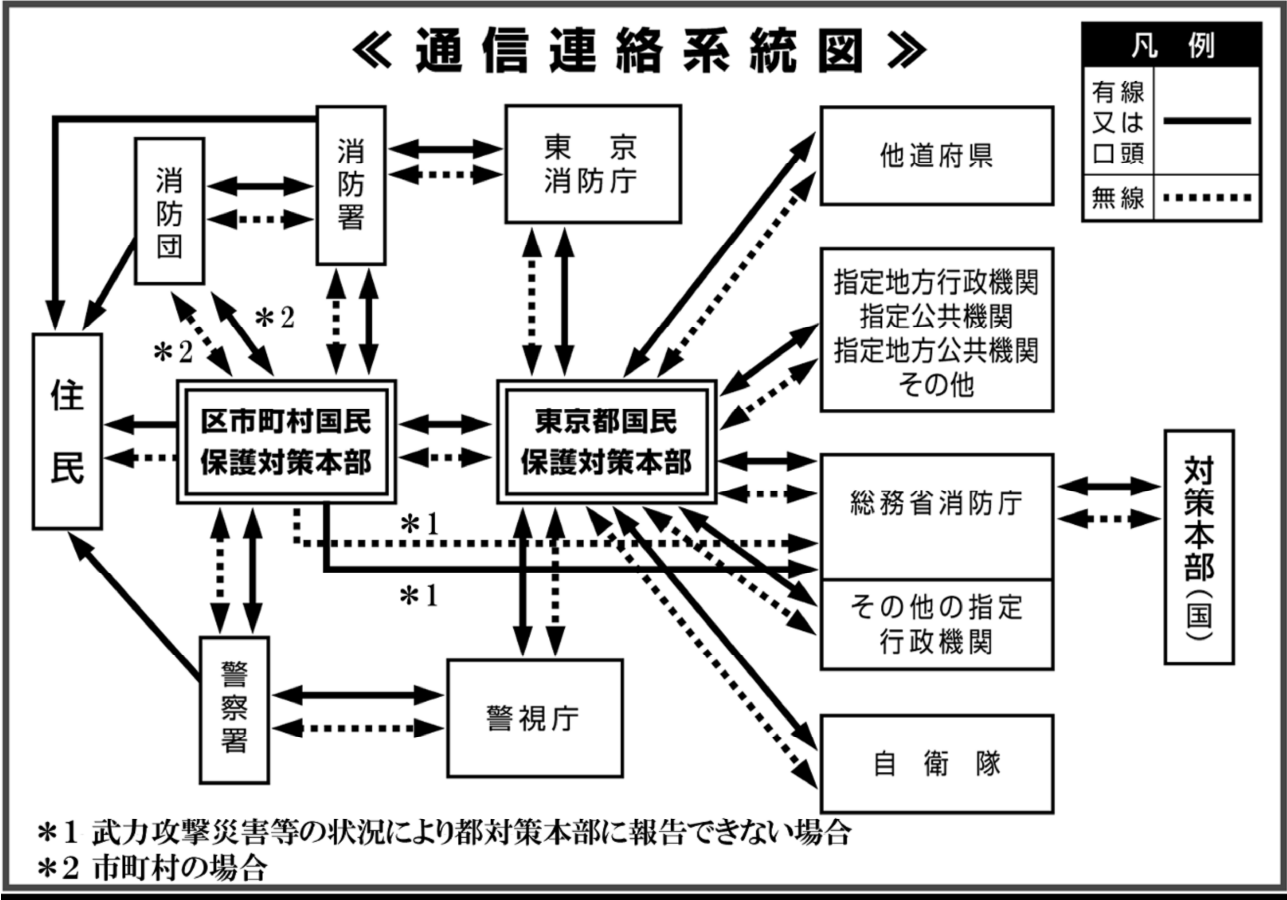 ≪通信連絡系統図≫
凡例
有線
又は
口頭
無線
消防団
消防署
東京
消防庁
他道府県
指定地方行政機関
指定公共機関
指定地方公共機関
その他
＊2
＊2
住民
区市町村国民
保護対策本部
東京都国民
保護対策本部
総務省消防庁
その他の指定
行政機関
対策本部（国）
＊1
＊1
警察署
警視庁
自衛隊
＊1 武力攻撃災害等の状況により都対策本部に報告できない場合
＊2 市町村の場合